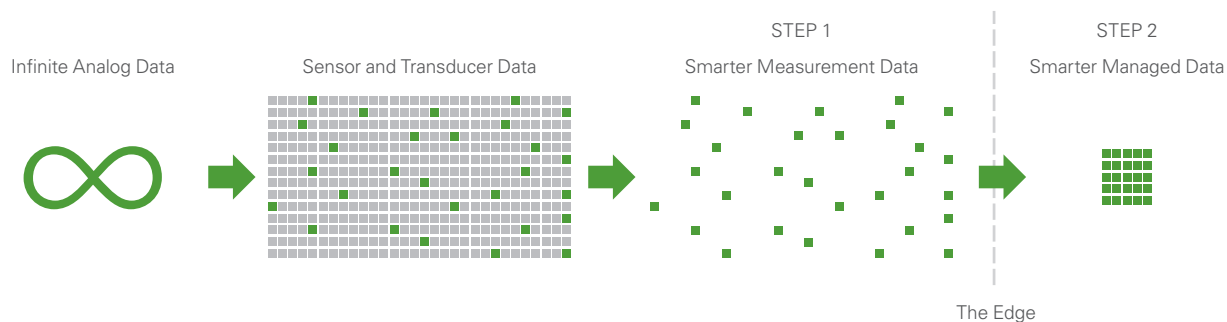 STEP 1
STEP 2
Infinite Analog Data
Sensor and Transducer Data
Smarter Measurement Data
Smarter Managed Data
The Edge